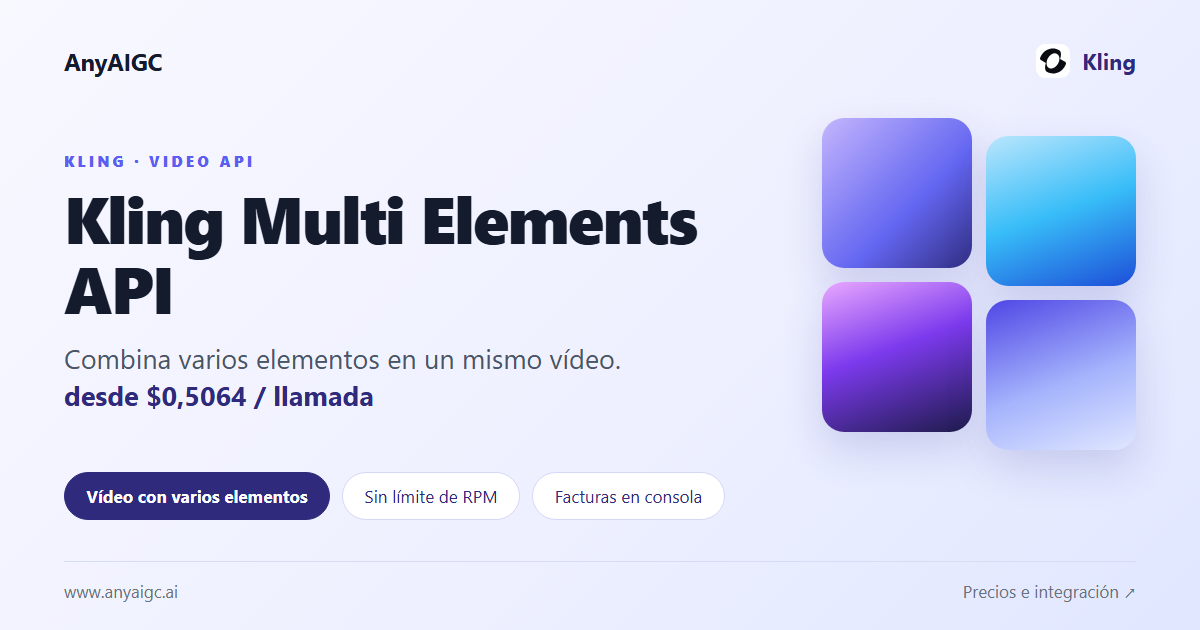 AnyAIGC
Kling
KLING · VIDEO API
Kling Multi Elements
API
Combina varios elementos en un mismo vídeo.
desde $0,5064 / llamada
Vídeo con varios elementos
Sin límite de RPM
Facturas en consola
www.anyaigc.ai
Precios e integración ↗